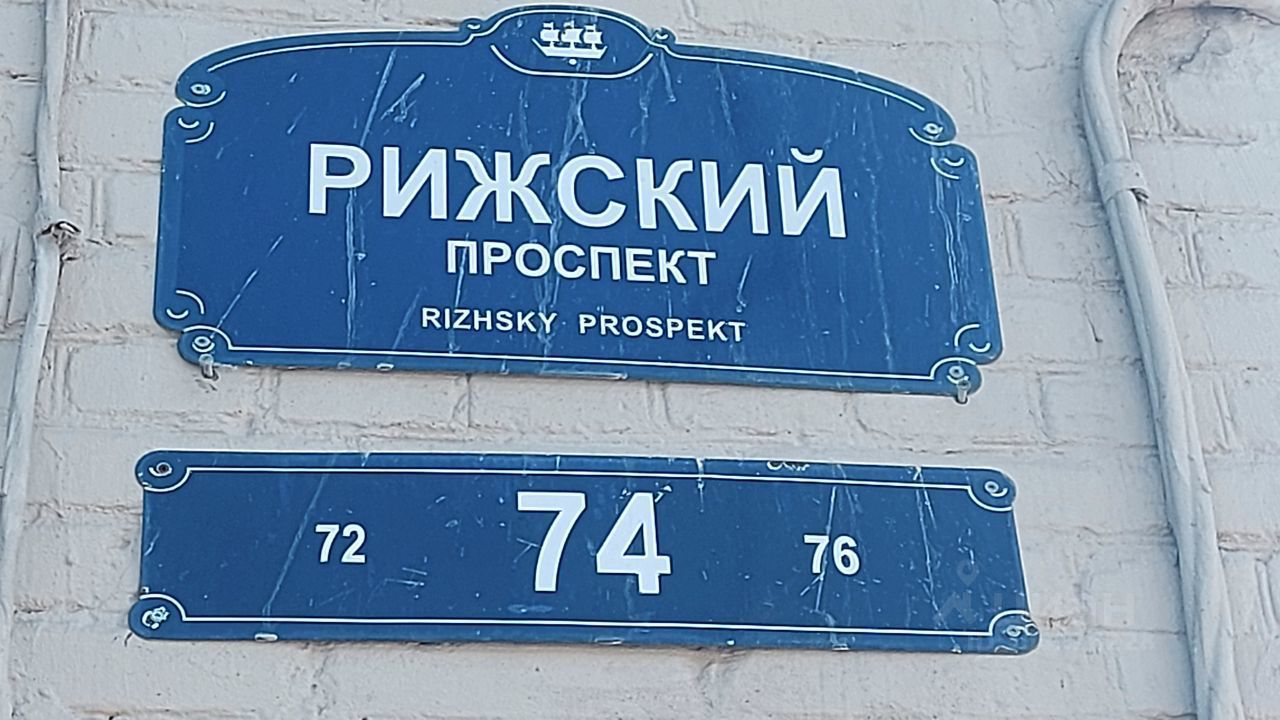 РИЖСКИЙ
ПРОСПЕКТ
RIZHSKY PROSPEKT
72 74 76